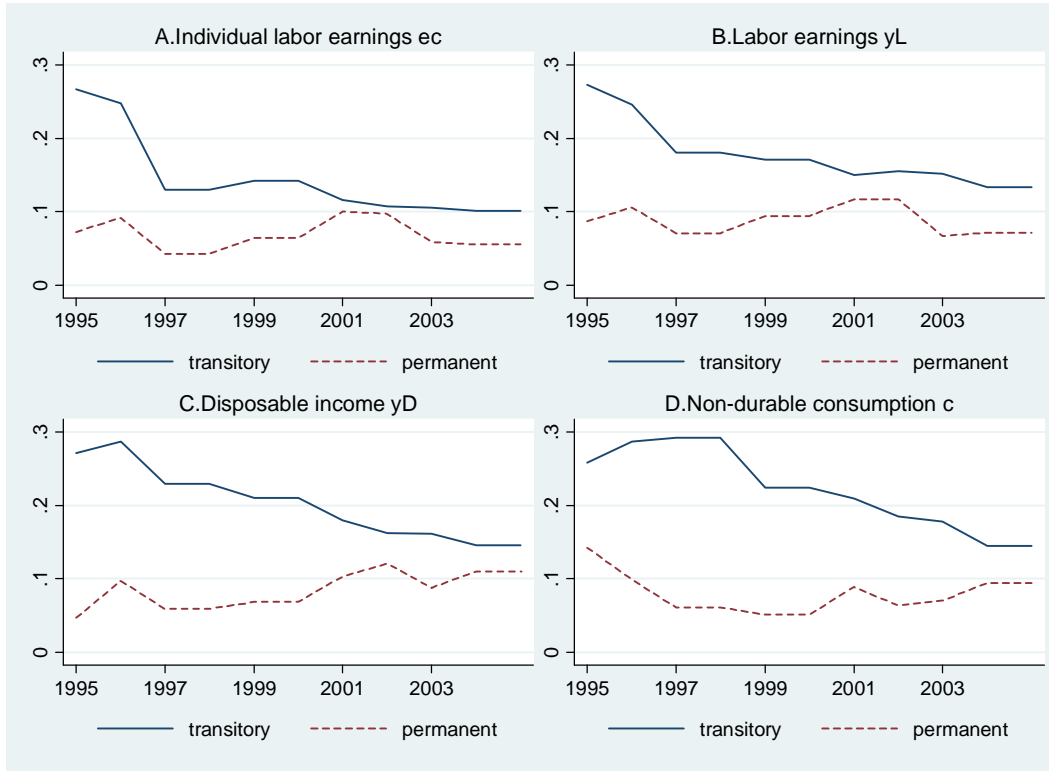 A.Individual labor earnings ec
.3
.2
.1
0
1995 1997 1999 2001 2003
transitory permanent
B.Labor earnings yL
.3
.2
.1
0
1995 1997 1999 2001 2003
transitory permanent
C.Disposable income yD
.3
.2
.1
0
1995 1997 1999 2001 2003
transitory permanent
D.Non-durable consumption c
.3
.2
.1
0
1995 1997 1999 2001 2003
transitory permanent